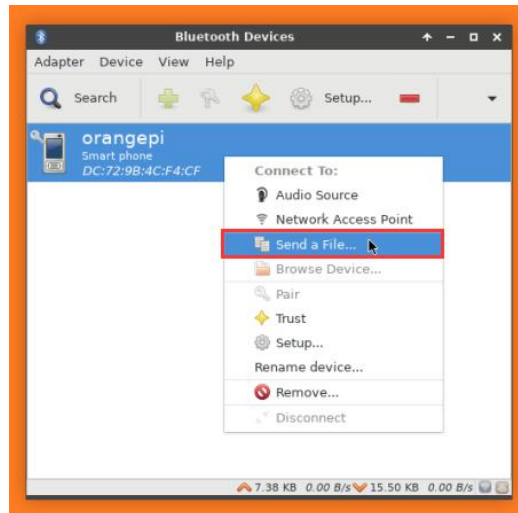 Bluetooth Devices
Adapter Device View Help
Search Setup...
orangepi
Smart phone
DC:72:9B:4C:F4:CF
Connect To:
Audio Source
Network Access Point
Send a File...
Browse Device...
Pair
Trust
Setup...
Rename device...
Remove...
Disconnect
7.38 KB 0.00 B/s 15.50 KB 0.00 B/s